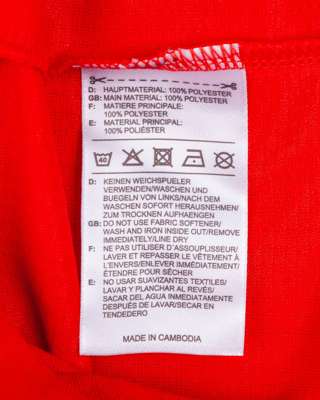 D: HAUPTMATERIAL: 100% POLYESTER
GB: MAIN MATERIAL: 100% POLYESTER
F: MATIERE PRINCIPALE:
100% POLYESTER
E: MATERIAL PRINCIPAL:
100% POLIÉSTER
40
D: KEINEN WEICHSPUELER
VERWENDEN/WASCHEN UND
BUEGELN VON LINKS/NACH DEM
WASCHEN SOFORT HERAUSNEHMEN/
ZUM TROCKNEN AUFHAENGEN
GB: DO NOT USE FABRIC SOFTENER/
WASH AND IRON INSIDE OUT/REMOVE
IMMEDIATELY/LINE DRY
F: NE PAS UTILISER D'ASSOUPLISSEUR/
LAVER ET REPASSER LE VÊTEMENT À
L'ENVERS/ENLEVER IMMÉDIATEMENT/
ÉTENDRE POUR SÉCHER
E: NO USAR SUAVIZANTES TEXTILES/
LAVAR Y PLANCHAR AL REVÉS/
SACAR DEL AGUA IMMEDIATAMENTE
DESPUÉS DE LAVAR/SECAR EN
TENDEDERO
MADE IN CAMBODIA